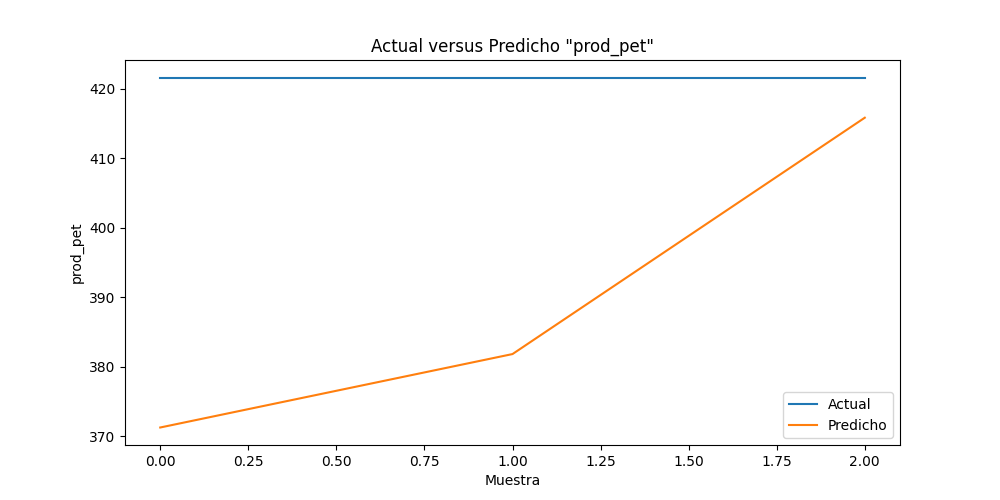 Actual versus Predicho "prod_pet"
prod_pet
420
410
400
390
380
370
0.00 0.25 0.50 0.75 1.00 1.25 1.50 1.75 2.00
Muestra
Actual
Predicho